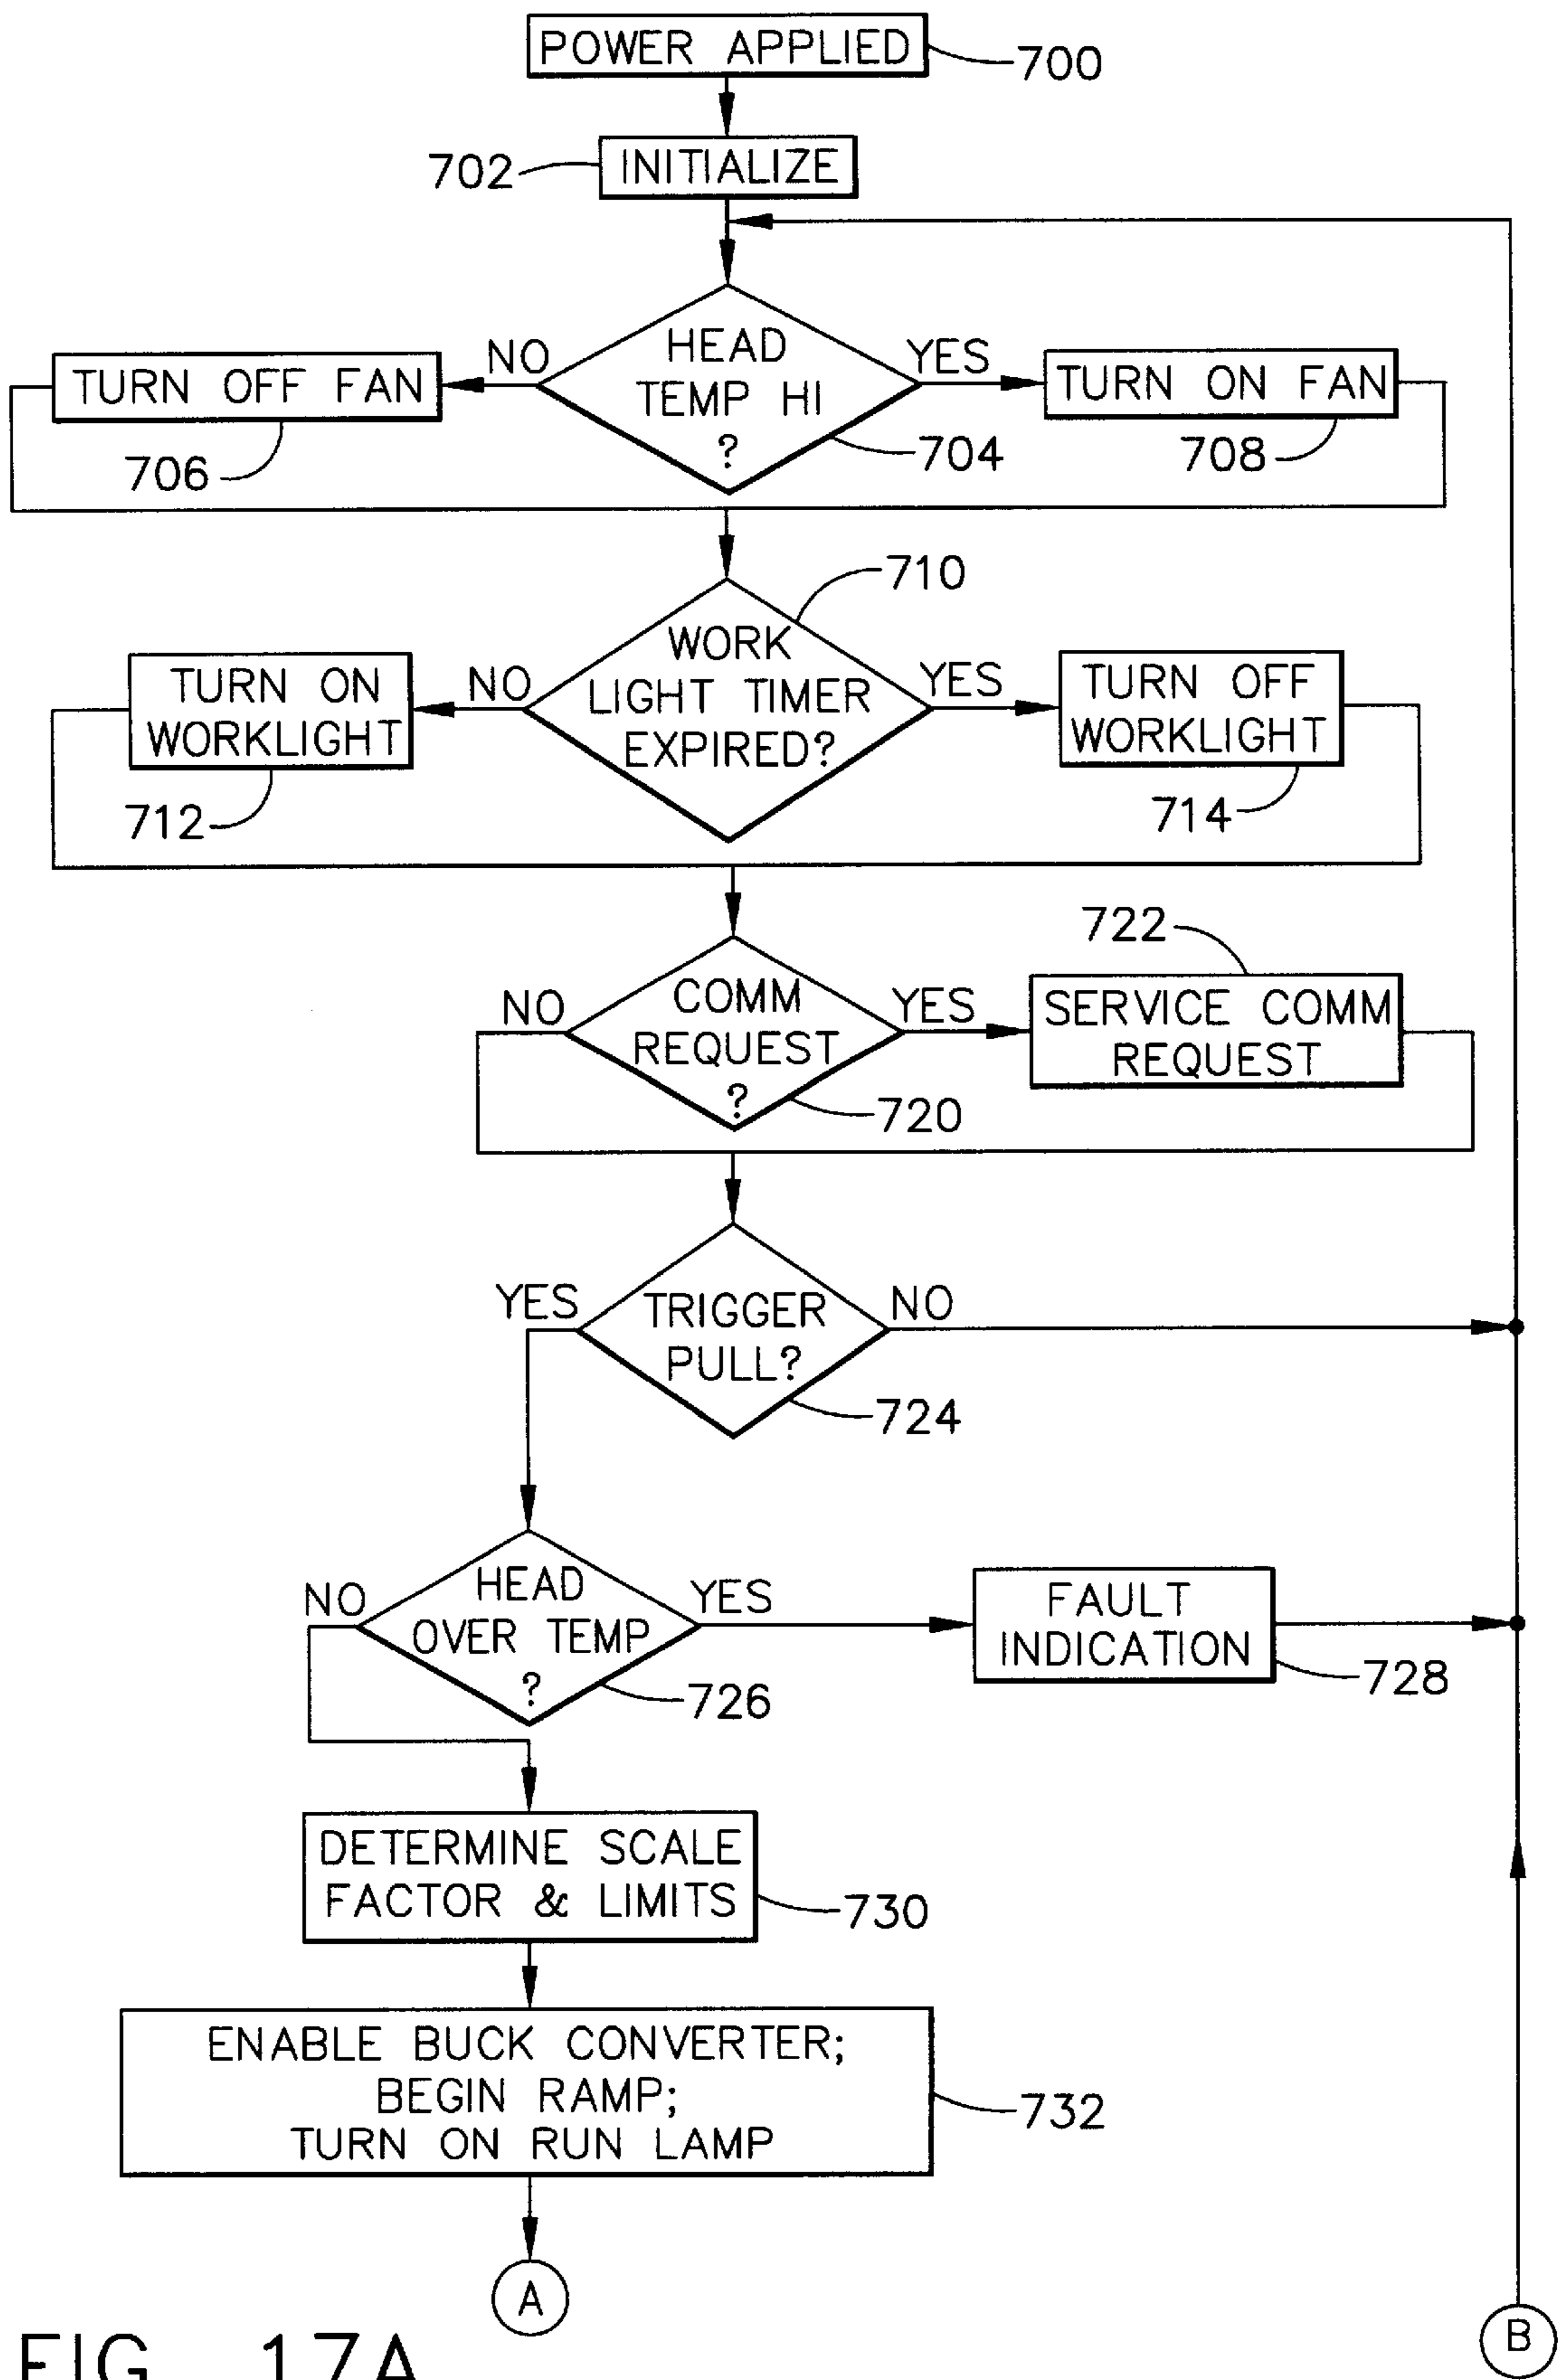 POWER APPLIED
700
702
INITIALIZE
HEAD
TEMP HI
?
NO
YES
TURN OFF FAN
TURN ON FAN
706
704
708
710
WORK
LIGHT TIMER
EXPIRED?
NO
YES
TURN ON
WORKLIGHT
TURN OFF
WORKLIGHT
712
714
722
COMM
REQUEST
?
NO
YES
SERVICE COMM
REQUEST
720
YES
TRIGGER
PULL?
NO
724
NO
HEAD
OVER TEMP
?
YES
FAULT
INDICATION
726
728
DETERMINE SCALE
FACTOR & LIMITS
730
ENABLE BUCK CONVERTER;
BEGIN RAMP;
TURN ON RUN LAMP
732
A
B
FIG. 17A